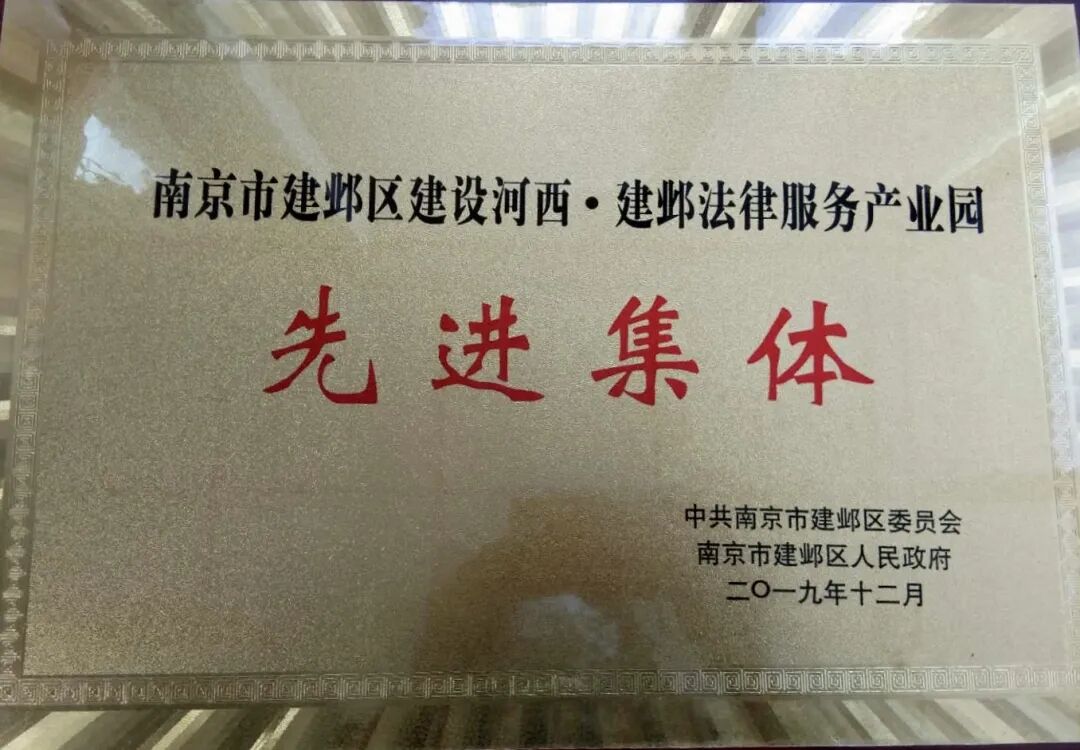 南京市建邺区建设河西·建邺法律服务产业园
先进集体
中共南京市建邺区委员会
南京市建邺区人民政府
二〇一九年十二月